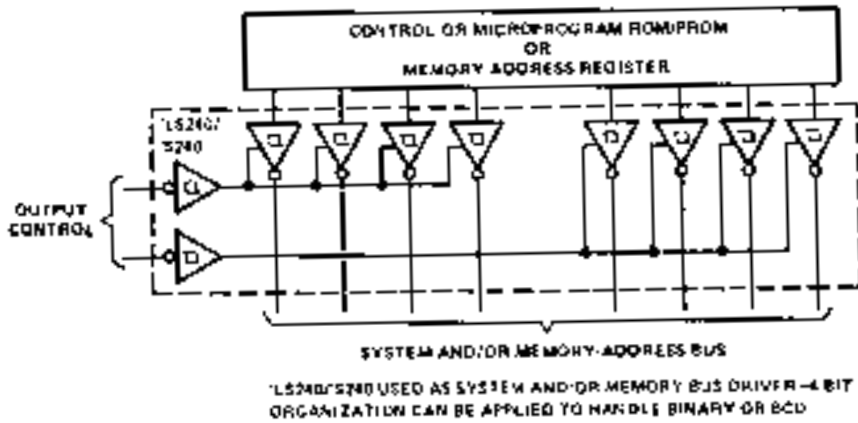 CONTROL OR MICROPROGRAM ROM/PROM
OR
MEMORY ADDRESS REGISTER
'LS240/
'S240
OUTPUT
CONTROL
SYSTEM AND/OR MEMORY-ADDRESS BUS
'LS240/'S240 USED AS SYSTEM AND/OR MEMORY BUS DRIVER–4-BIT
ORGANIZATION CAN BE APPLIED TO HANDLE BINARY OR BCD